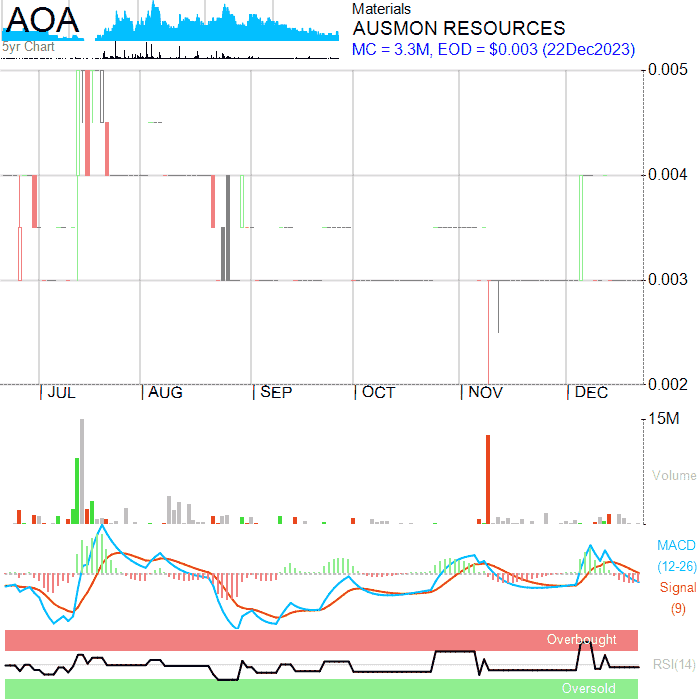 AOA
5yr Chart
Materials
AUSMON RESOURCES
MC = 3.3M, EOD = $0.003 (22Dec2023)
0.005
0.004
0.003
0.002
JUL
AUG
SEP
OCT
NOV
DEC
15M
Volume
MACD
(12-26)
Signal
(9)
Overbought
RSI(14)
Oversold